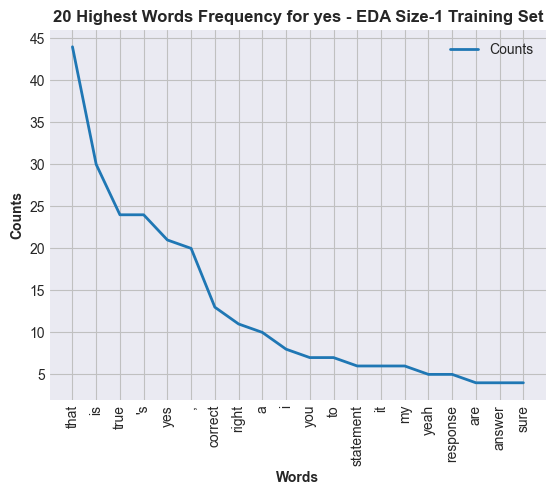 20 Highest Words Frequency for yes - EDA Size-1 Training Set
Counts
45
40
35
30
25
20
15
10
5
Counts
that
is
true
's
yes
,
correct
right
a
i
you
to
statement
it
my
yeah
response
are
answer
sure
Words